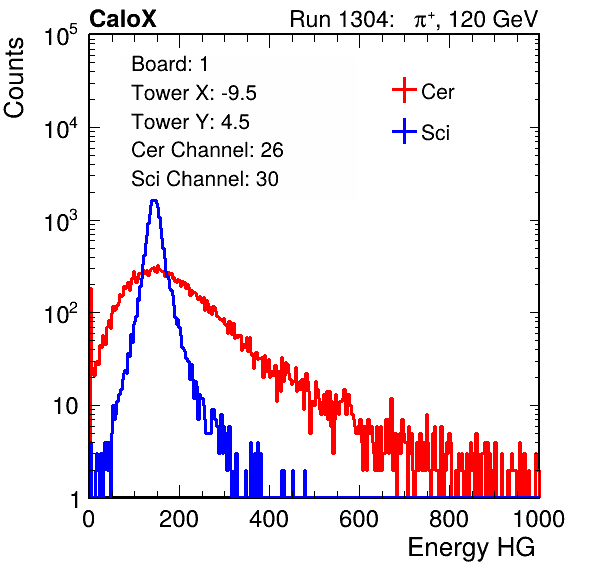 CaloX Run 1304: π⁺, 120 GeV
Counts
10⁵
10⁴
10³
10²
10
1
Board: 1
Tower X: -9.5
Tower Y: 4.5
Cer Channel: 26
Sci Channel: 30
Cer
Sci
0 200 400 600 800 1000
Energy HG